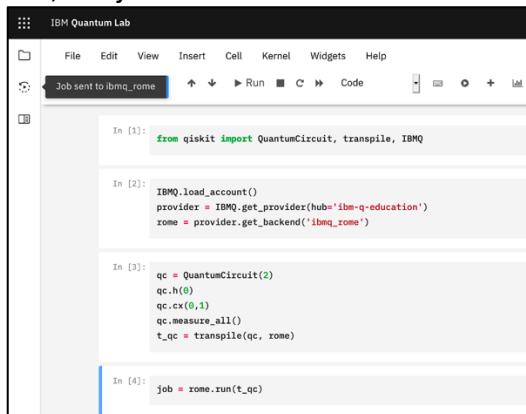 IBM Quantum Lab
File Edit View Insert Cell Kernel Widgets Help
Job sent to ibmq_rome
Run
Code
In [1]:
from qiskit import QuantumCircuit, transpile, IBMQ
In [2]:
IBMQ.load_account()
provider = IBMQ.get_provider(hub='ibm-q-education')
rome = provider.get_backend('ibmq_rome')
In [3]:
qc = QuantumCircuit(2)
qc.h(0)
qc.cx(0,1)
qc.measure_all()
t_qc = transpile(qc, rome)
In [4]:
job = rome.run(t_qc)